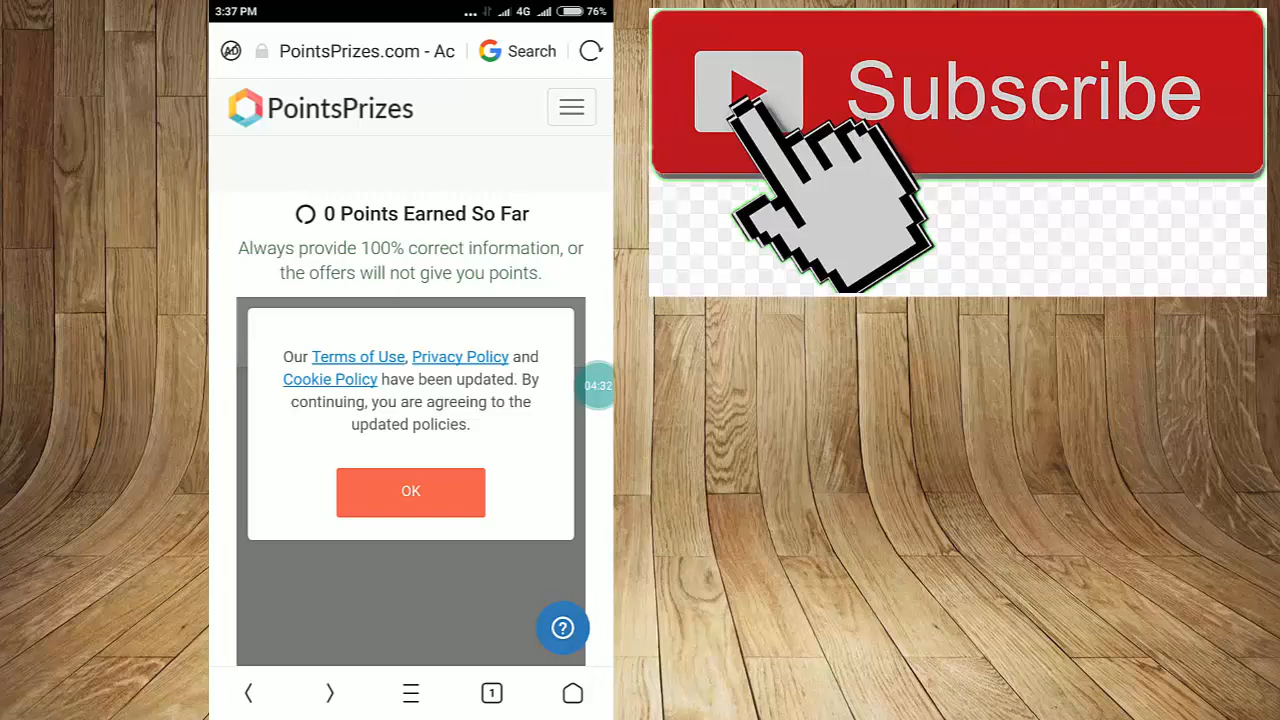 3:37 PM
4G
76%
PointsPrizes.com - Ac
Search
PointsPrizes
0 Points Earned So Far
Always provide 100% correct information, or
the offers will not give you points.
Our Terms of Use, Privacy Policy and
Cookie Policy have been updated. By
continuing, you are agreeing to the
updated policies.
OK
04:32
?
1
Subscribe